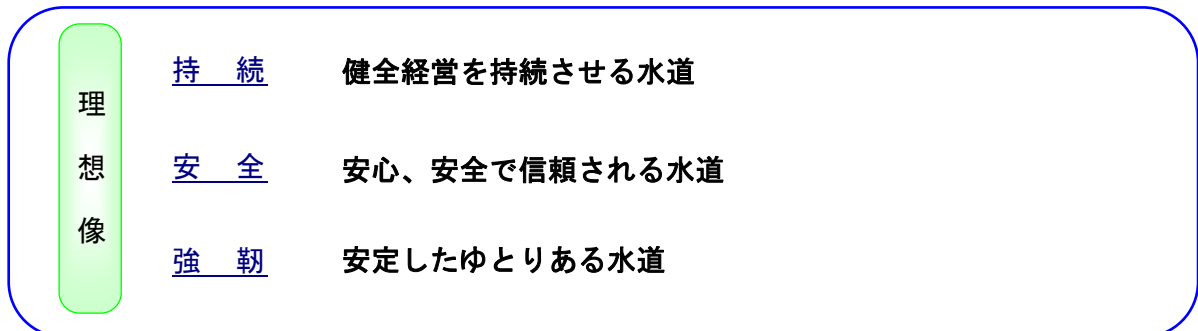 理想像
持 続 健全経営を持続させる水道
安 全 安心、安全で信頼される水道
強 靭 安定したゆとりある水道